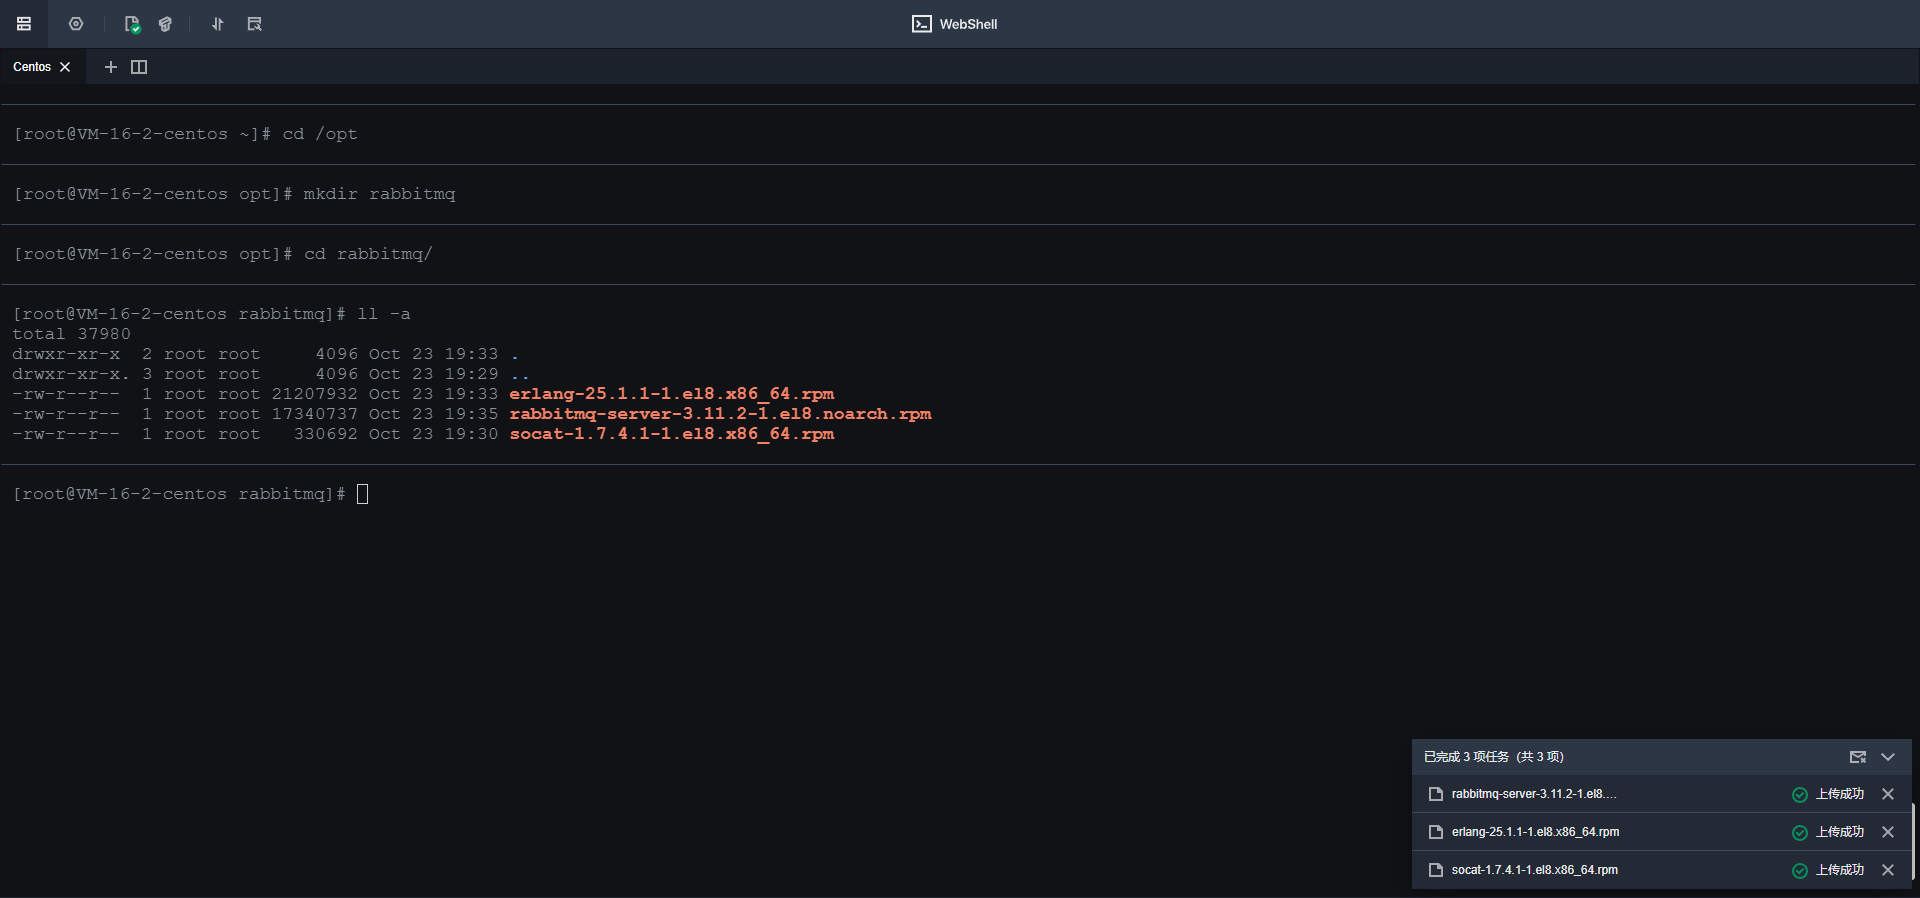 WebShell
Centos
[root@VM-16-2-centos ~]# cd /opt
[root@VM-16-2-centos opt]# mkdir rabbitmq
[root@VM-16-2-centos opt]# cd rabbitmq/
[root@VM-16-2-centos rabbitmq]# ll -a
total 37980
drwxr-xr-x  2 root root     4096 Oct 23 19:33 .
drwxr-xr-x. 3 root root     4096 Oct 23 19:29 ..
-rw-r--r--  1 root root 21207932 Oct 23 19:33 erlang-25.1.1-1.el8.x86_64.rpm
-rw-r--r--  1 root root 17340737 Oct 23 19:35 rabbitmq-server-3.11.2-1.el8.noarch.rpm
-rw-r--r--  1 root root   330692 Oct 23 19:30 socat-1.7.4.1-1.el8.x86_64.rpm
[root@VM-16-2-centos rabbitmq]#
已完成 3 项任务 (共 3 项)
rabbitmq-server-3.11.2-1.el8.... 上传成功
erlang-25.1.1-1.el8.x86_64.rpm 上传成功
socat-1.7.4.1-1.el8.x86_64.rpm 上传成功